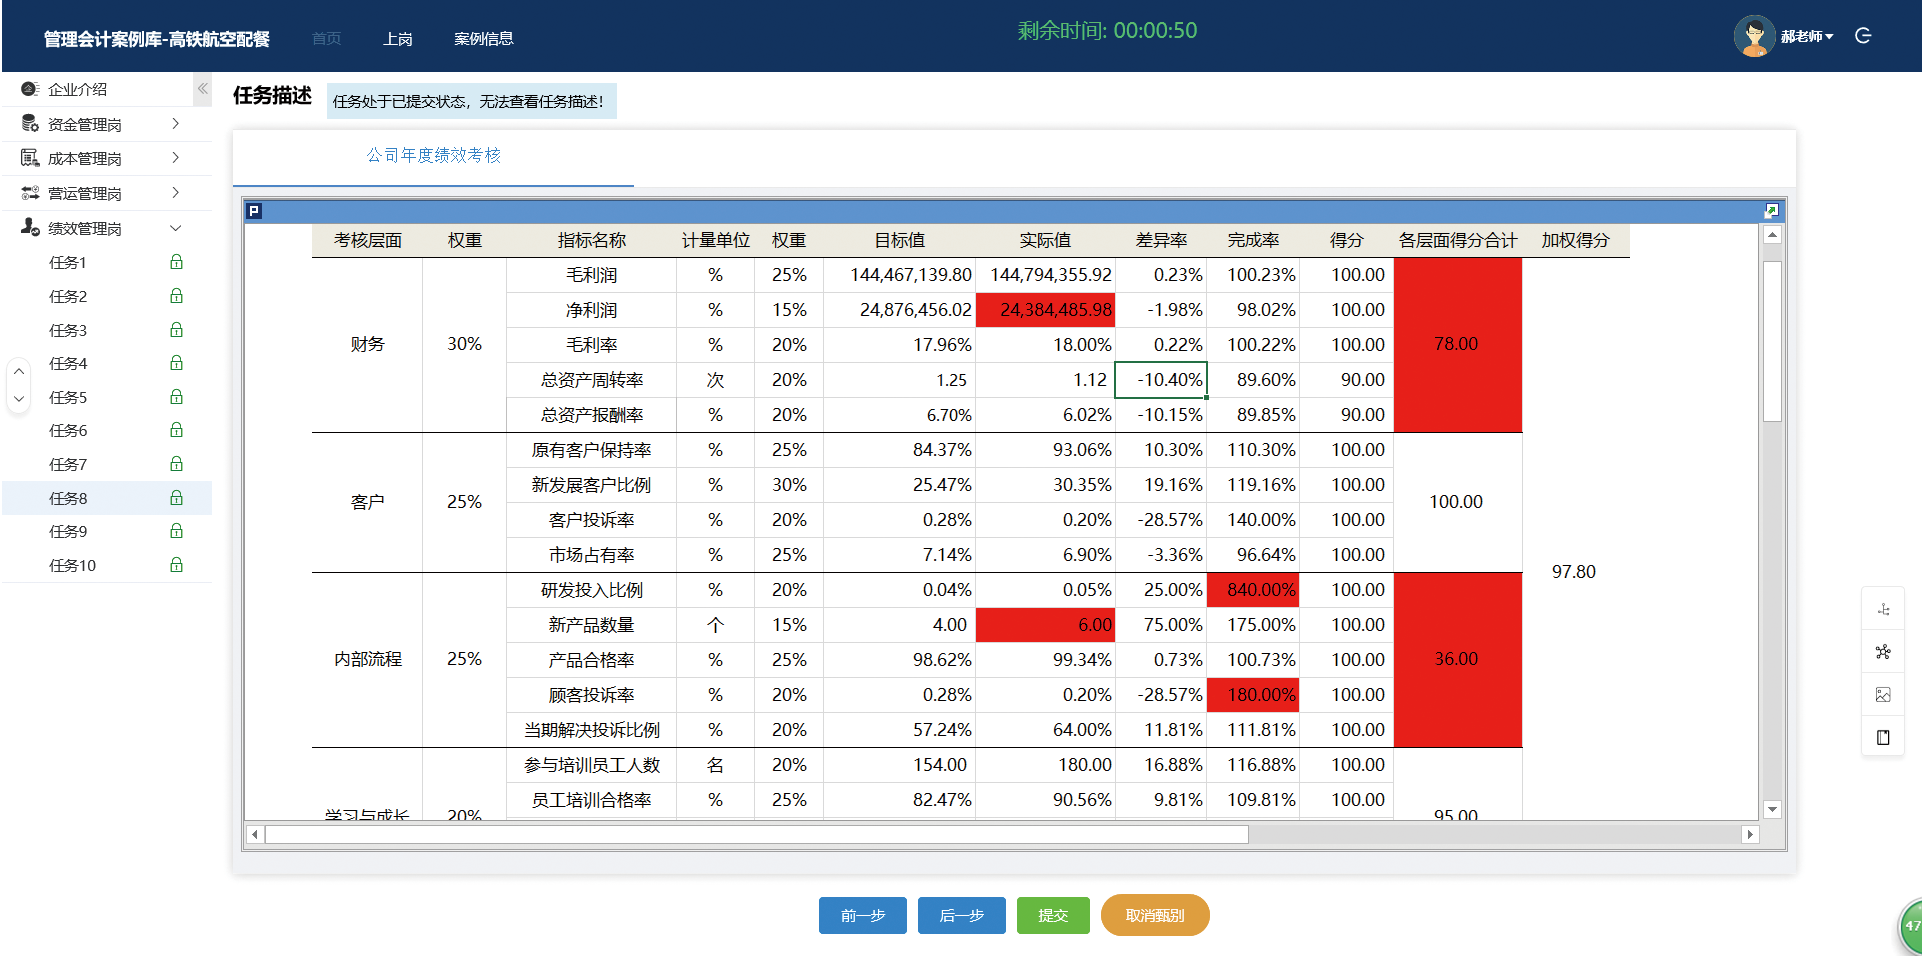 管理会计案例库-高铁航空配餐 首页 上岗 案例信息 剩余时间: 00:00:50 郝老师
企业介绍
资金管理岗
成本管理岗
营运管理岗
绩效管理岗
任务1
任务2
任务3
任务4
任务5
任务6
任务7
任务8
任务9
任务10
任务描述 任务处于已提交状态，无法查看任务描述！
公司年度绩效考核
考核层面 权重 指标名称 计量单位 权重 目标值 实际值 差异率 完成率 得分 各层面得分合计 加权得分
毛利润 % 25% 144,467,139.80 144,794,355.92 0.23% 100.23% 100.00
净利润 % 15% 24,876,456.02 24,384,485.98 -1.98% 98.02% 100.00
财务 30% 毛利率 % 20% 17.96% 18.00% 0.22% 100.22% 100.00 78.00
总资产周转率 次 20% 1.25 1.12 -10.40% 89.60% 90.00
总资产报酬率 % 20% 6.70% 6.02% -10.15% 89.85% 90.00
原有客户保持率 % 25% 84.37% 93.06% 10.30% 110.30% 100.00
新发展客户比例 % 30% 25.47% 30.35% 19.16% 119.16% 100.00
客户 25% 100.00
客户投诉率 % 20% 0.28% 0.20% -28.57% 140.00% 100.00
市场占有率 % 25% 7.14% 6.90% -3.36% 96.64% 100.00
97.80
研发投入比例 % 20% 0.04% 0.05% 25.00% 840.00% 100.00
新产品数量 个 15% 4.00 6.00 75.00% 175.00% 100.00
内部流程 25% 产品合格率 % 25% 98.62% 99.34% 0.73% 100.73% 100.00 36.00
顾客投诉率 % 20% 0.28% 0.20% -28.57% 180.00% 100.00
当期解决投诉比例 % 20% 57.24% 64.00% 11.81% 111.81% 100.00
参与培训员工人数 名 20% 154.00 180.00 16.88% 116.88% 100.00
员工培训合格率 % 25% 82.47% 90.56% 9.81% 109.81% 100.00
学习与成长 20% 95.00
前一步 后一步 提交 取消甄别
47